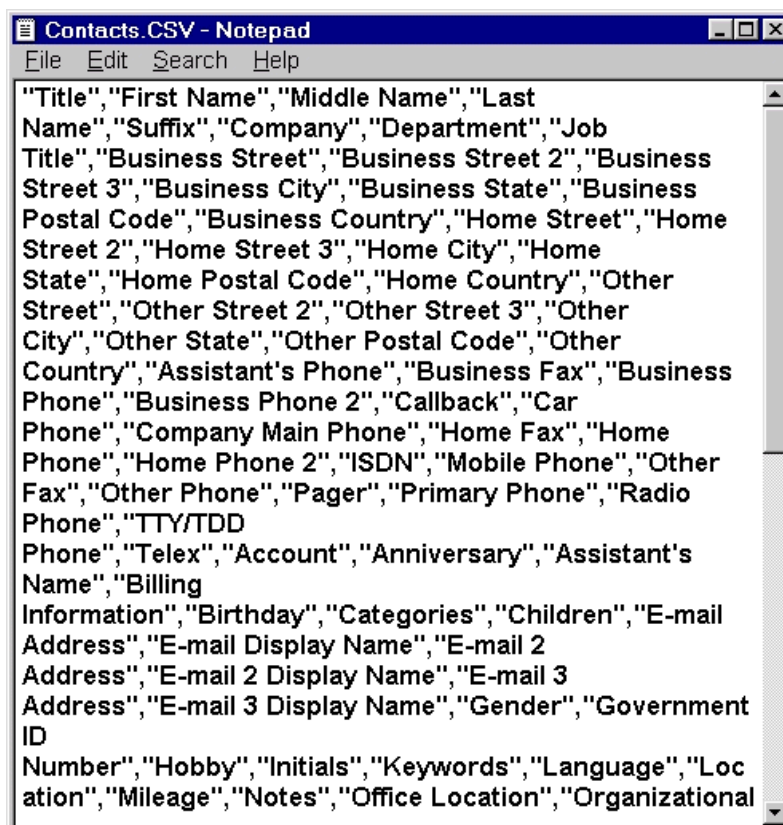 Contacts.CSV - Notepad
File Edit Search Help
"Title","First Name","Middle Name","Last
Name","Suffix","Company","Department","Job
Title","Business Street","Business Street 2","Business
Street 3","Business City","Business State","Business
Postal Code","Business Country","Home Street","Home
Street 2","Home Street 3","Home City","Home
State","Home Postal Code","Home Country","Other
Street","Other Street 2","Other Street 3","Other
City","Other State","Other Postal Code","Other
Country","Assistant's Phone","Business Fax","Business
Phone","Business Phone 2","Callback","Car
Phone","Company Main Phone","Home Fax","Home
Phone","Home Phone 2","ISDN","Mobile Phone","Other
Fax","Other Phone","Pager","Primary Phone","Radio
Phone","TTY/TDD
Phone","Telex","Account","Anniversary","Assistant's
Name","Billing
Information","Birthday","Categories","Children","E-mail
Address","E-mail Display Name","E-mail 2
Address","E-mail 2 Display Name","E-mail 3
Address","E-mail 3 Display Name","Gender","Government
ID
Number","Hobby","Initials","Keywords","Language","Loc
ation","Mileage","Notes","Office Location","Organizational